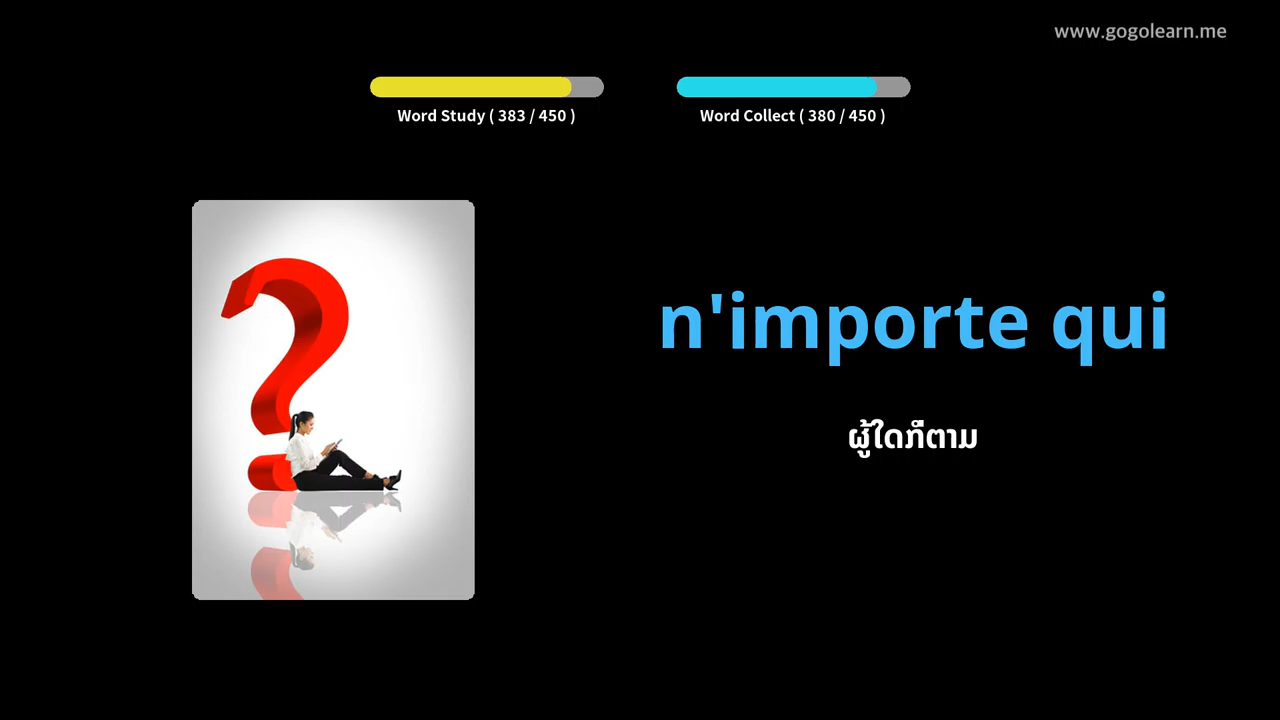 www.gogolearn.me
Word Study ( 383 / 450 )
Word Collect ( 380 / 450 )
n'importe qui
ຜູ້ໃດກໍ່ຕາມ